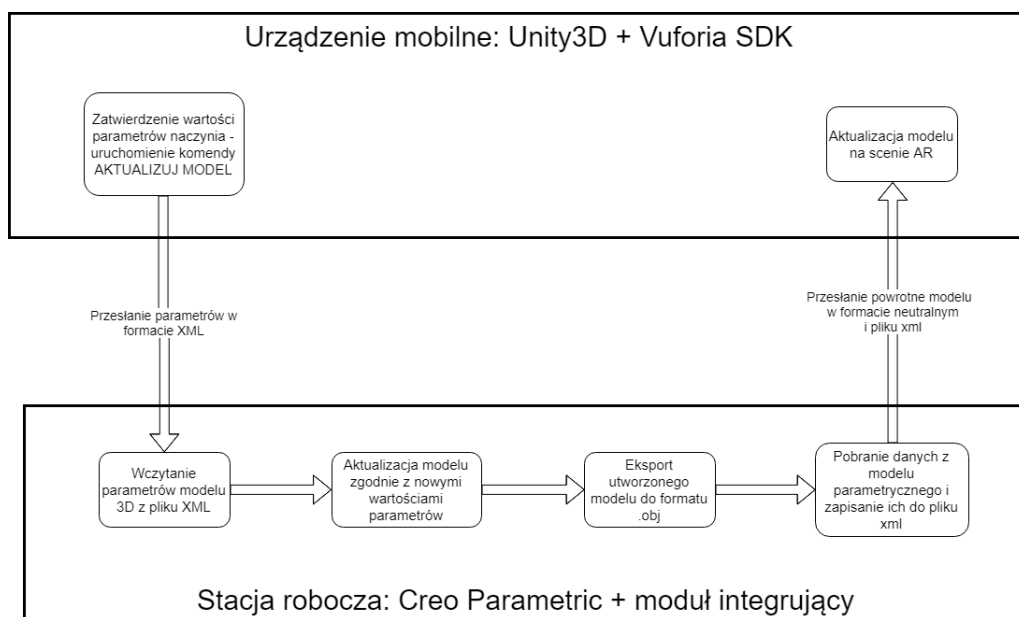 Urządzenie mobilne: Unity3D + Vuforia SDK
Zatwierdzenie wartości
parametrów naczynia -
uruchomienie komendy
AKTUALIZUJ MODEL
Aktualizacja modelu
na scenie AR
Przesłanie parametrów w
formacie XML
Przesłanie powrotne modelu
w formacie neutralnym
i pliku xml
Wczytanie
parametrów modelu
3D z pliku XML
Aktualizacja modelu
zgodnie z nowymi
wartościami
parametrów
Eksport
utworzonego
modelu do formatu
.obj
Pobranie danych z
modelu
parametrycznego i
zapisanie ich do pliku
xml
Stacja robocza: Creo Parametric + moduł integrujący